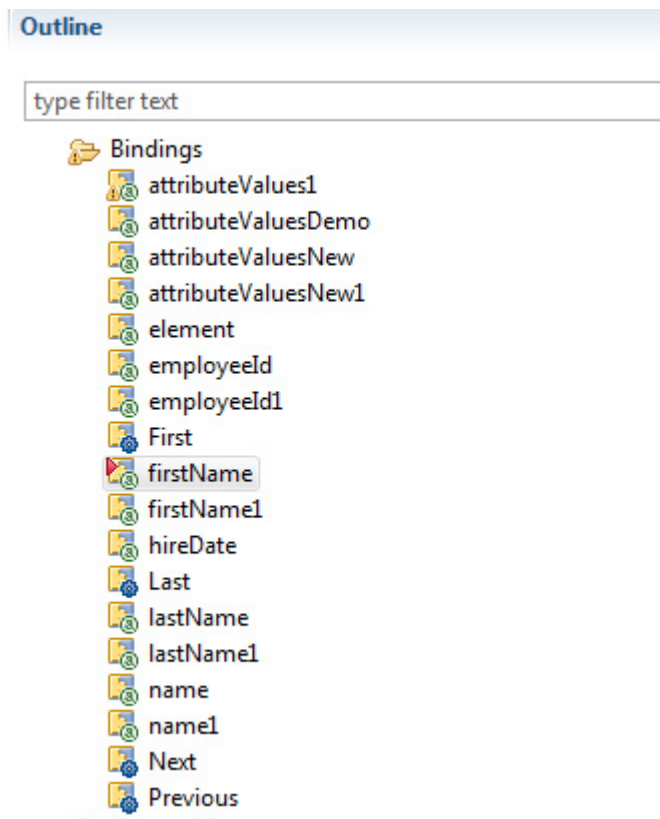 Outline
type filter text
Bindings
attributeValues1
attributeValuesDemo
attributeValuesNew
attributeValuesNew1
element
employeeId
employeeId1
First
firstName
firstName1
hireDate
Last
lastName
lastName1
name
name1
Next
Previous